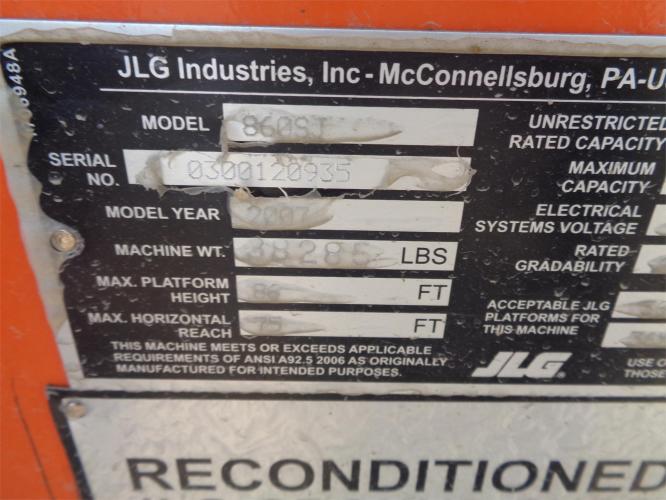 JLG Industries, Inc - McConnellsburg, PA-U
MODEL 860SJ
SERIAL NO. 0300120935
MODEL YEAR 2007
MACHINE WT. 38285 LBS
MAX. PLATFORM HEIGHT 86 FT
MAX. HORIZONTAL REACH 75 FT
THIS MACHINE MEETS OR EXCEEDS APPLICABLE
REQUIREMENTS OF ANSI A92.5 2006 AS ORIGINALLY
MANUFACTURED FOR INTENDED PURPOSES.
UNRESTRICTED
RATED CAPACITY
MAXIMUM
CAPACITY
ELECTRICAL
SYSTEMS VOLTAGE
RATED
GRADABILITY
ACCEPTABLE JLG
PLATFORMS FOR
THIS MACHINE
JLG
USE O
THOSE
RECONDITIONED